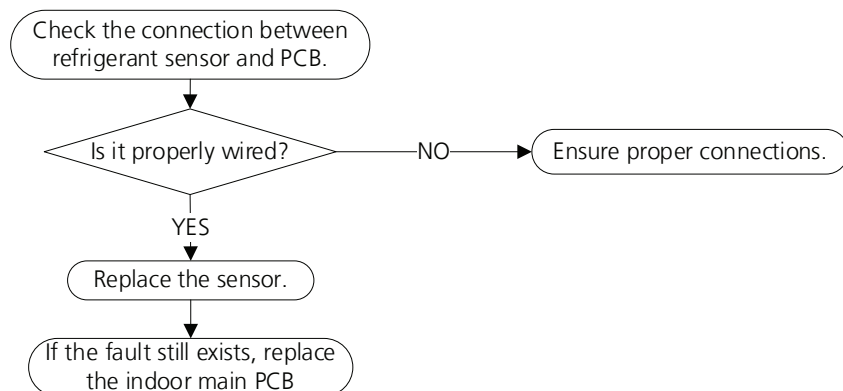 Check the connection between
refrigerant sensor and PCB.
Is it properly wired?
NO
Ensure proper connections.
YES
Replace the sensor.
If the fault still exists, replace
the indoor main PCB